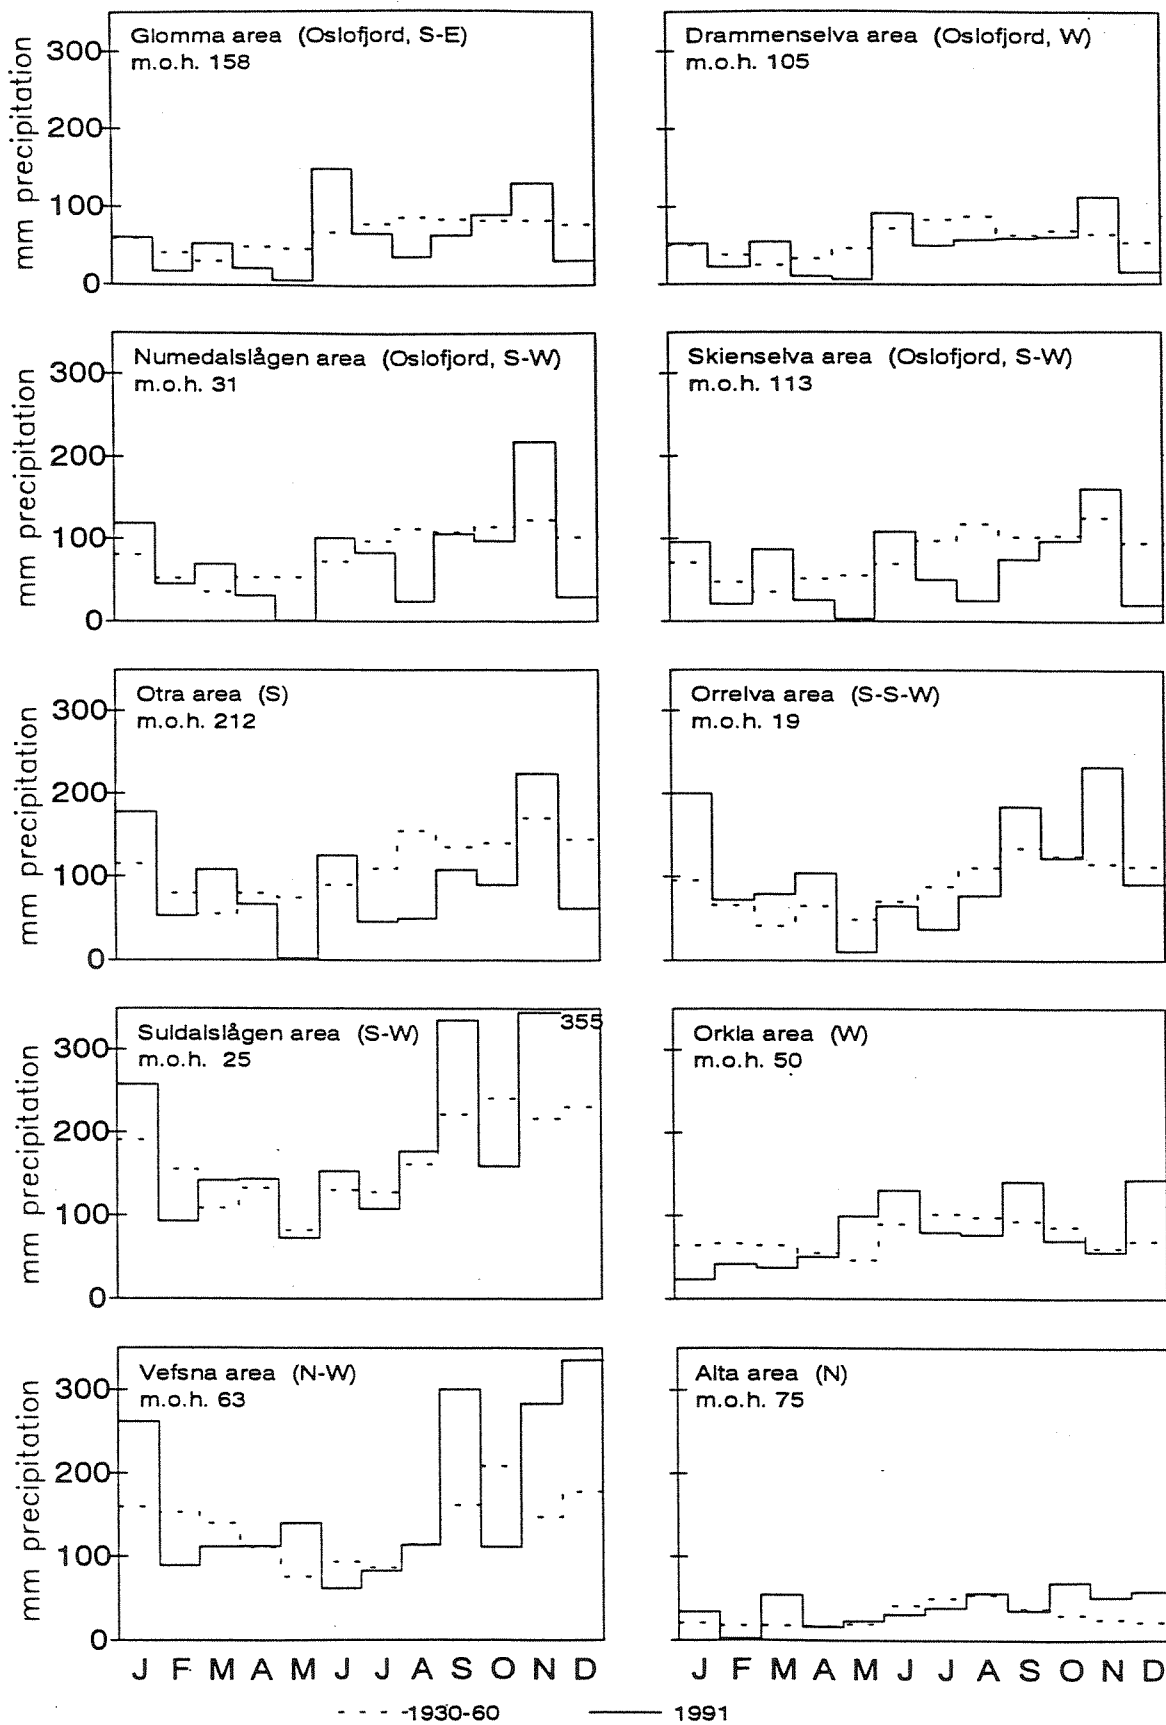 Glomma area (Oslofjord, S-E)
m.o.h. 158
Drammenselva area (Oslofjord, W)
m.o.h. 105
mm precipitation
300
200
100
0
Numedalslågen area (Oslofjord, S-W)
m.o.h. 31
Skienselva area (Oslofjord, S-W)
m.o.h. 113
mm precipitation
300
200
100
0
Otra area (S)
m.o.h. 212
Orrelva area (S-S-W)
m.o.h. 19
mm precipitation
300
200
100
0
Suldalslågen area (S-W)
m.o.h. 25
355
Orkla area (W)
m.o.h. 50
mm precipitation
300
200
100
0
Vefsna area (N-W)
m.o.h. 63
Alta area (N)
m.o.h. 75
mm precipitation
300
200
100
0
J F M A M J J A S O N D
J F M A M J J A S O N D
1930-60
1991